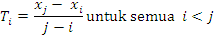 Tᵢ = (xⱼ − xᵢ)/(j − i) untuk semua i < j